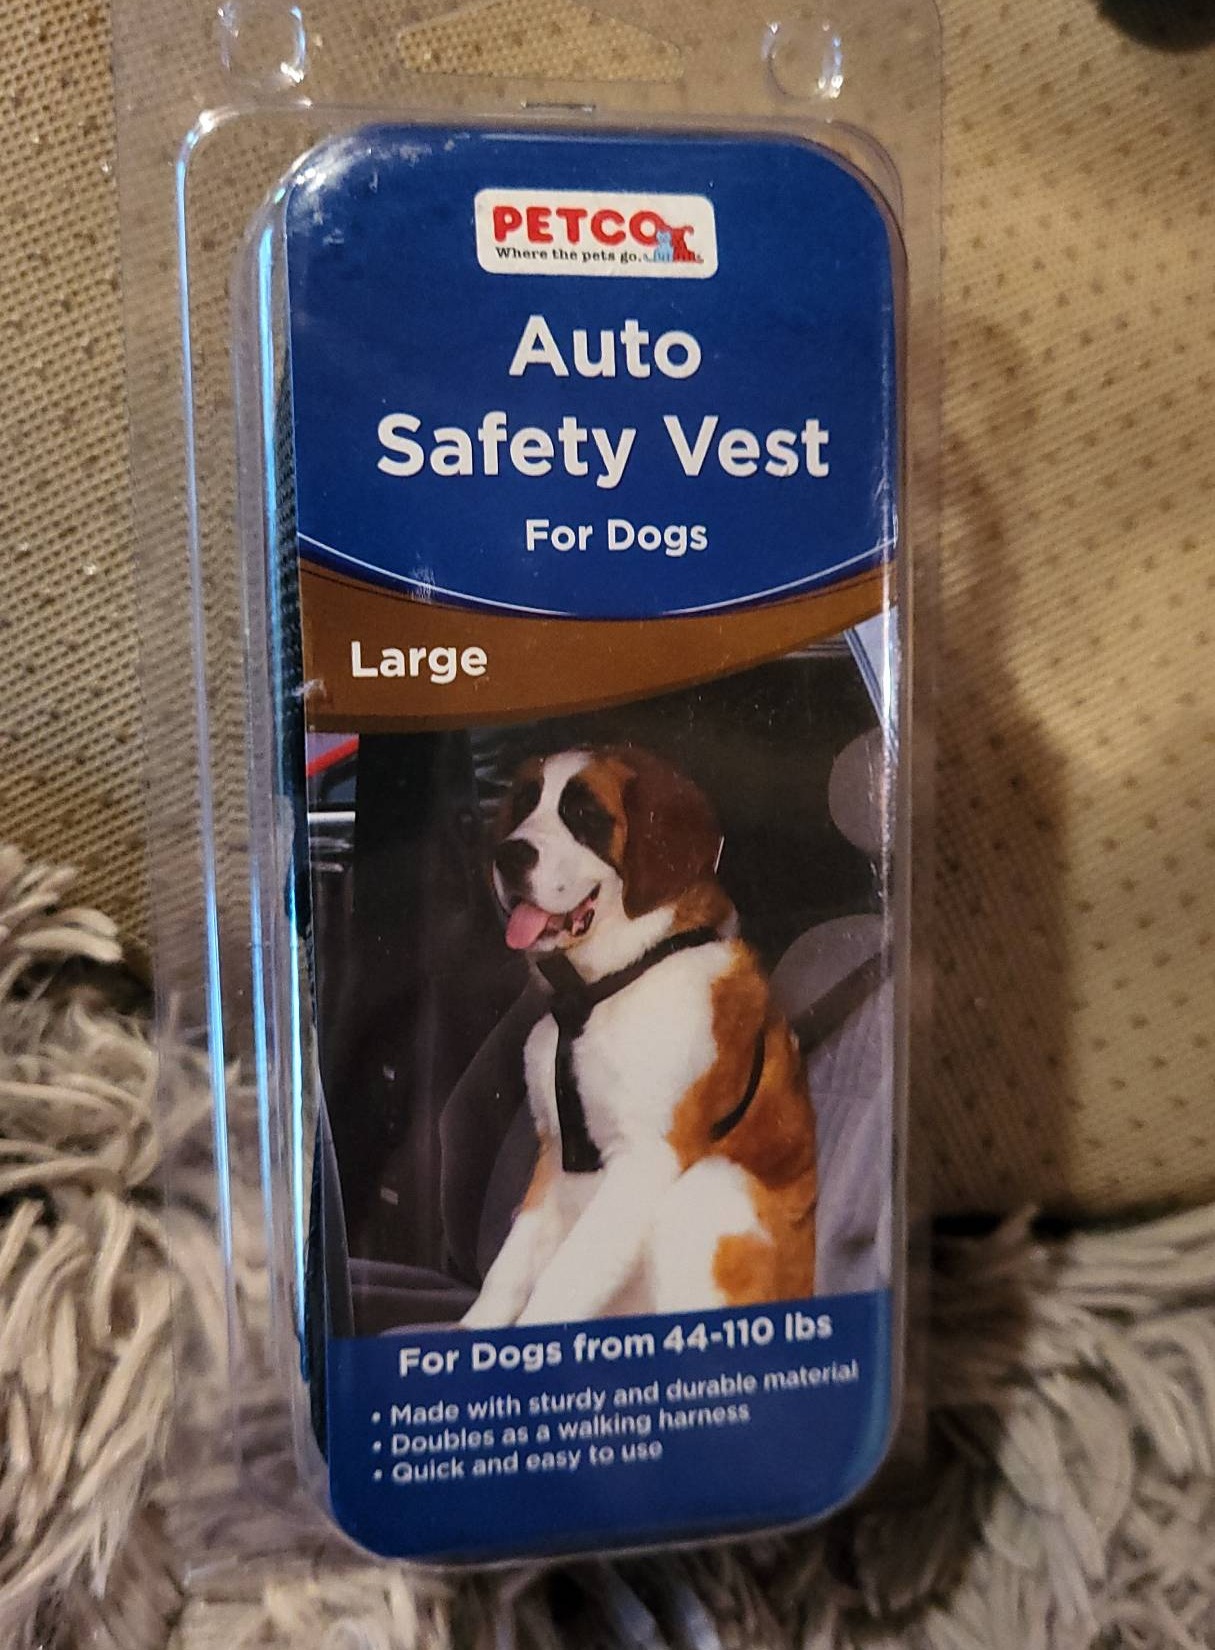 PETCO
Where the pets go.
Auto
Safety Vest
For Dogs
Large
For Dogs from 44-110 lbs
• Made with sturdy and durable material
• Doubles as a walking harness
• Quick and easy to use